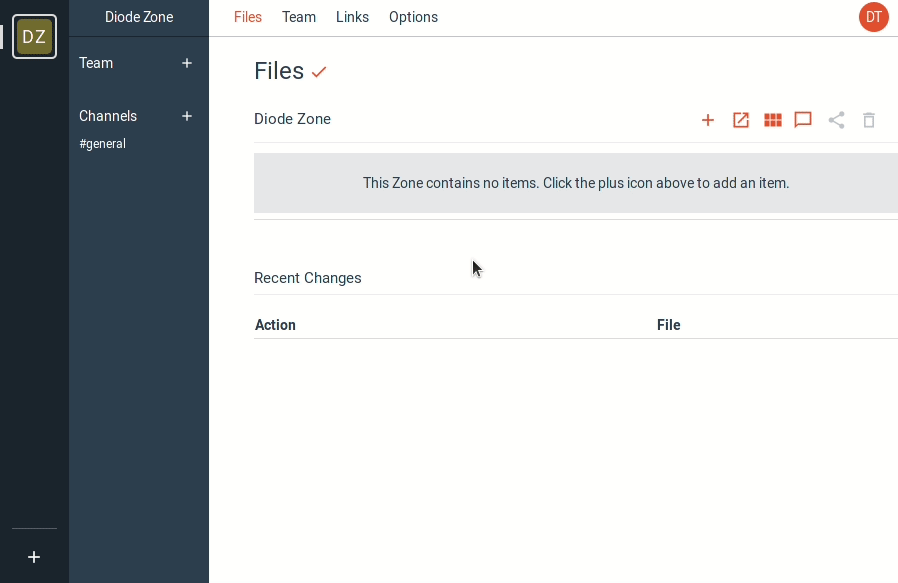 DZ
Diode Zone
Team
Channels
#general
Files Team Links Options
DT
Files
Diode Zone
This Zone contains no items. Click the plus icon above to add an item.
Recent Changes
Action File